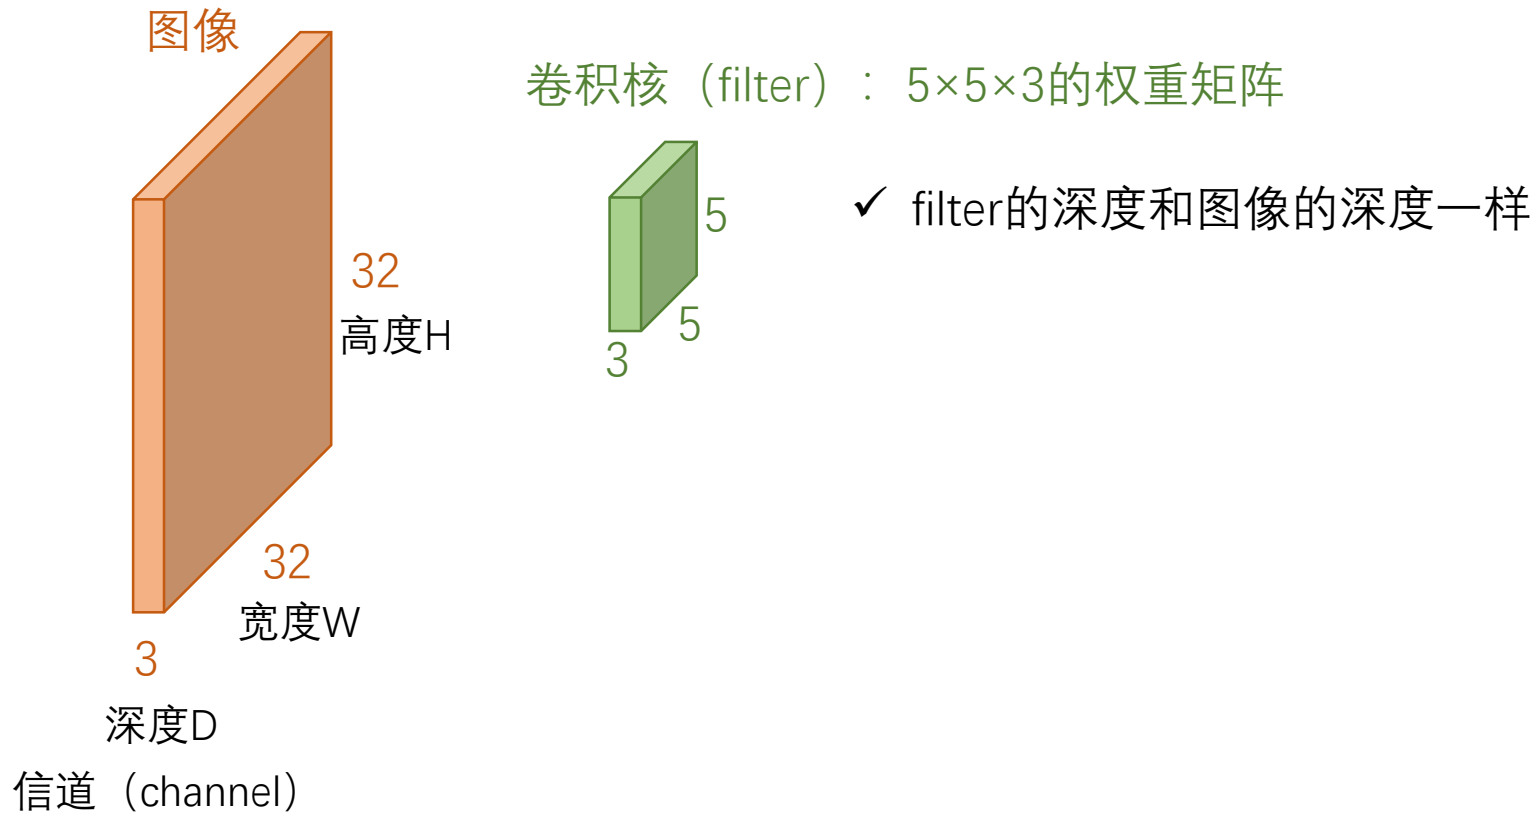 图像
卷积核（filter）：5×5×3的权重矩阵
5
5
3
✓ filter的深度和图像的深度一样
32
高度H
32
宽度W
3
深度D
信道（channel）